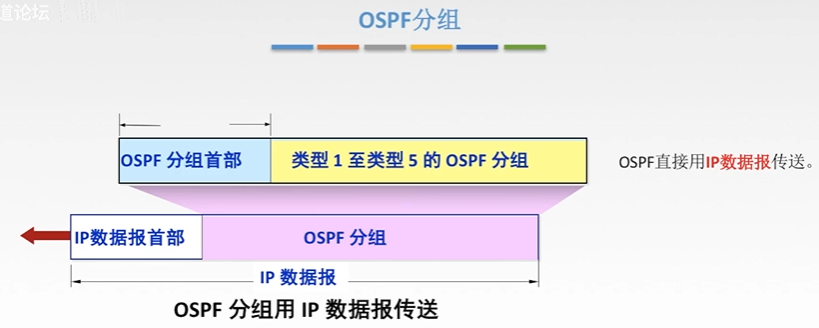 道论坛
OSPF分组
OSPF 分组首部
类型 1 至类型 5 的 OSPF 分组
OSPF直接用IP数据报传送。
IP数据报首部
OSPF 分组
IP 数据报
OSPF 分组用 IP 数据报传送